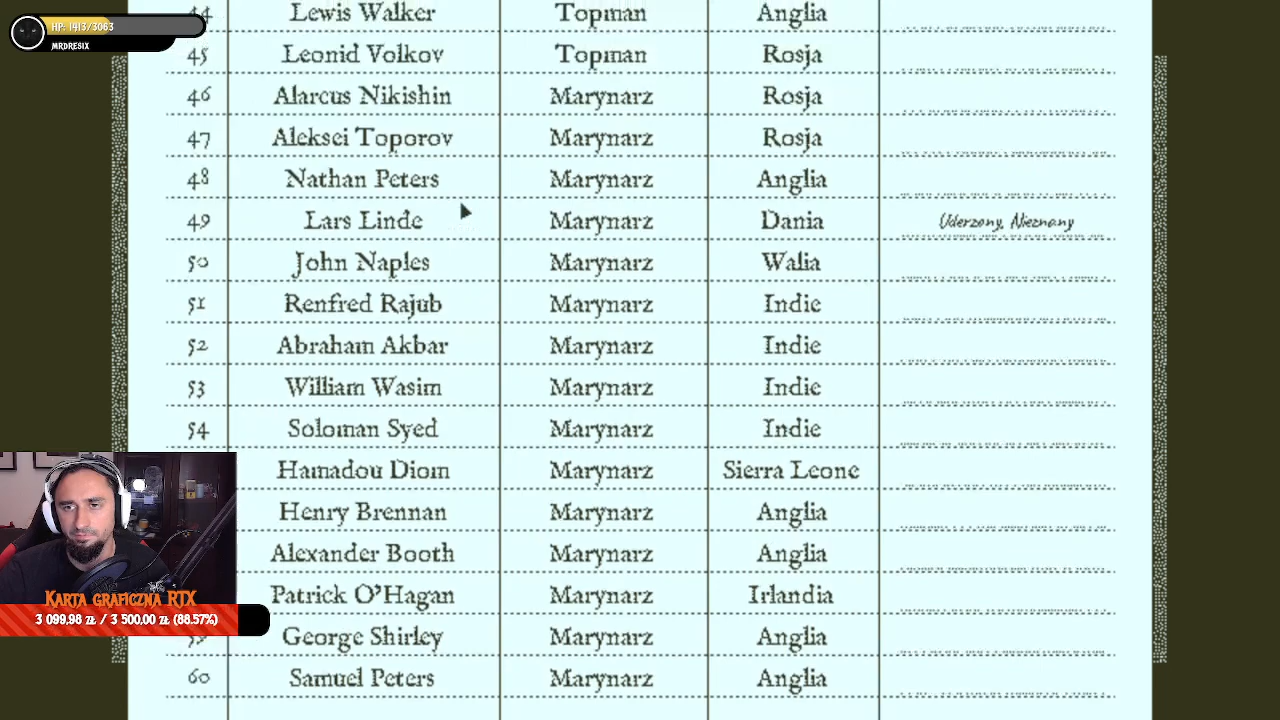 HP: 1413/3063
MRDRESIX
44 Lewis Walker Topman Anglia
45 Leonid Volkov Topman Rosja
46 Alarcus Nikishin Marynarz Rosja
47 Aleksei Toporov Marynarz Rosja
48 Nathan Peters Marynarz Anglia
49 Lars Linde Marynarz Dania Uderzony, Nieznany
50 John Naples Marynarz Walia
51 Renfred Rajub Marynarz Indie
52 Abraham Akbar Marynarz Indie
53 William Wasim Marynarz Indie
54 Soloman Syed Marynarz Indie
Hamadou Diom Marynarz Sierra Leone
Henry Brennan Marynarz Anglia
Alexander Booth Marynarz Anglia
Patrick O'Hagan Marynarz Irlandia
George Shirley Marynarz Anglia
60 Samuel Peters Marynarz Anglia
Karta graficzna RTX
3 099,98 zł / 3 500,00 zł (88.57%)